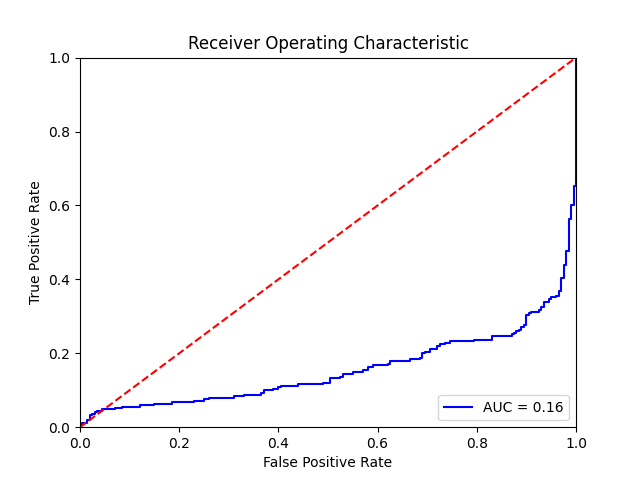 Receiver Operating Characteristic
True Positive Rate
1.0
0.8
0.6
0.4
0.2
0.0
AUC = 0.16
0.0 0.2 0.4 0.6 0.8 1.0
False Positive Rate